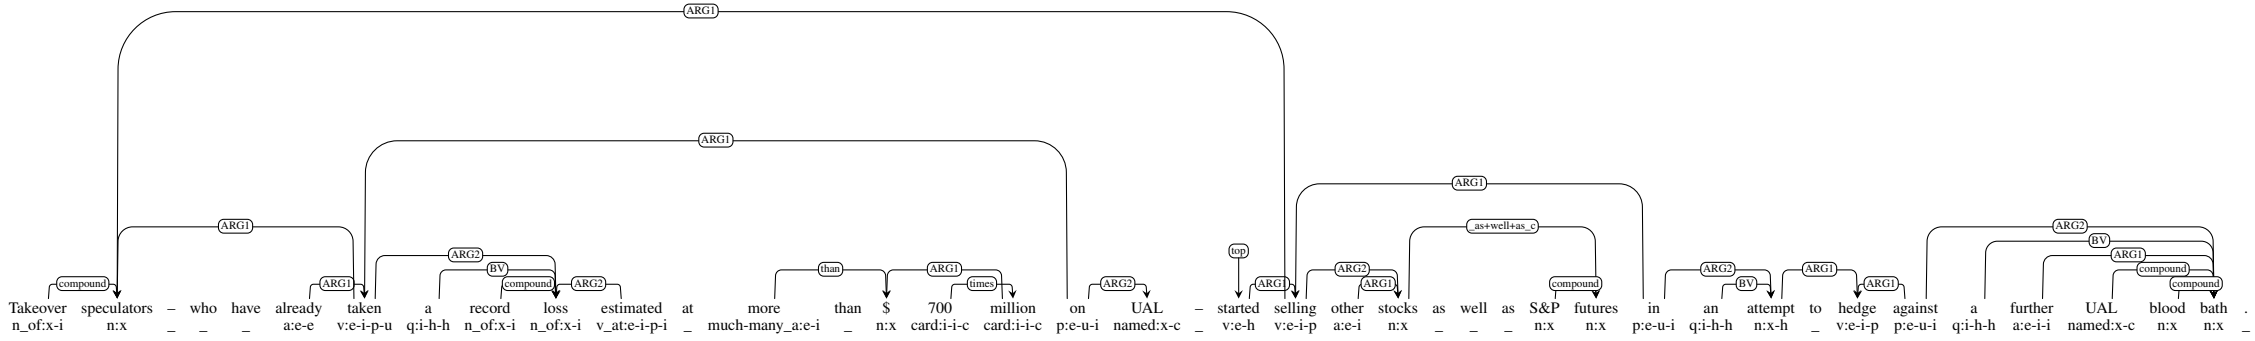 ARG1
ARG1
ARG1
ARG1 _as+well+as_c ARG2
top BV
ARG2 ARG1
BV than ARG1 ARG2 ARG2 ARG1 compound
compound ARG1 compound ARG2 times ARG2 ARG1 ARG1 compound BV ARG1 compound
Takeover speculators – who have already taken a record loss estimated at more than $ 700 million on UAL – started selling other stocks as well as S&P futures in an attempt to hedge against a further UAL blood bath .
n_of:x-i n:x _ _ _ a:e-e v:e-i-p-u q:i-h-h n_of:x-i n_of:x-i v_at:e-i-p-i _ much-many_a:e-i _ n:x card:i-i-c card:i-i-c p:e-u-i named:x-c _ v:e-h v:e-i-p a:e-i n:x _ _ _ n:x n:x p:e-u-i q:i-h-h n:x-h _ v:e-i-p p:e-u-i q:i-h-h a:e-i-i named:x-c n:x n:x _